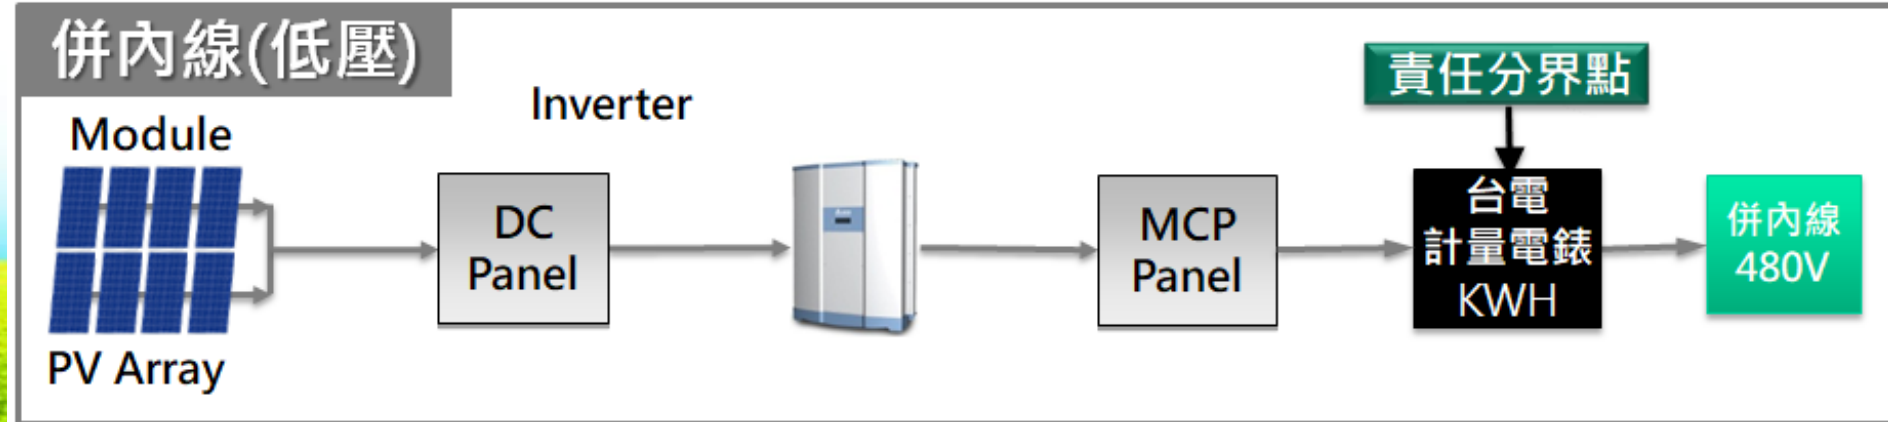 併內線(低壓)
責任分界點
Inverter
Module
DC
Panel
MCP
Panel
台電
計量電錶
KWH
併內線
480V
PV Array